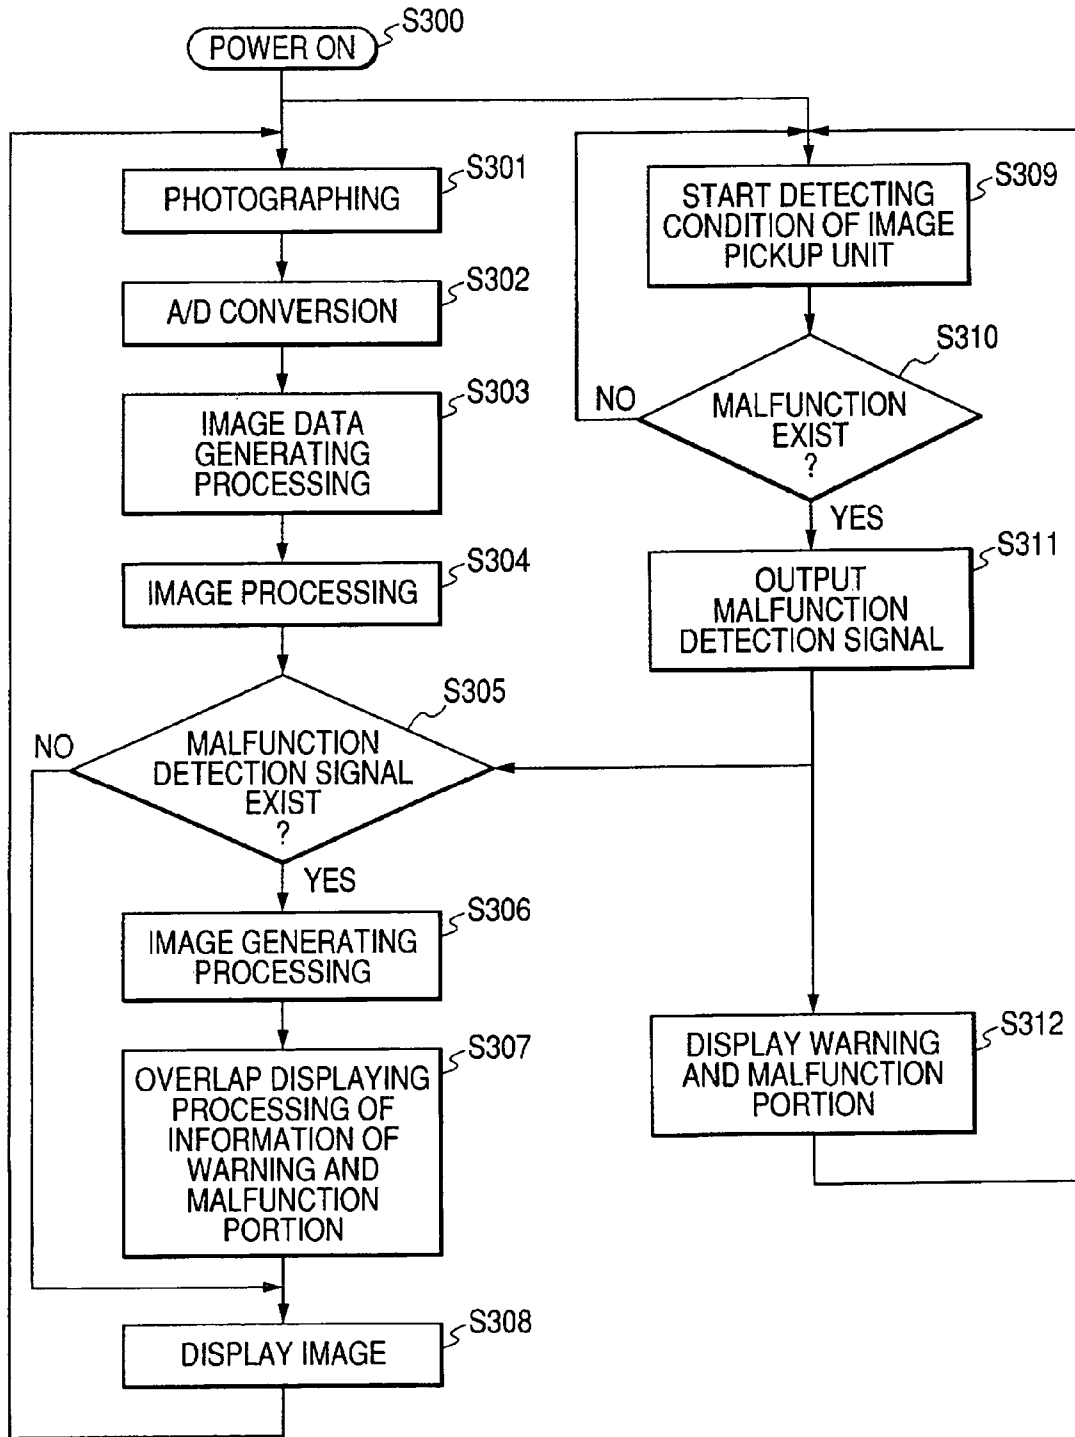 POWER ON
S300
PHOTOGRAPHING
S301
A/D CONVERSION
S302
IMAGE DATA
GENERATING
PROCESSING
S303
IMAGE PROCESSING
S304
MALFUNCTION
DETECTION SIGNAL
EXIST
?
S305
NO
YES
IMAGE GENERATING
PROCESSING
S306
OVERLAP DISPLAYING
PROCESSING OF
INFORMATION OF
WARNING AND
MALFUNCTION
PORTION
S307
DISPLAY IMAGE
S308
START DETECTING
CONDITION OF IMAGE
PICKUP UNIT
S309
MALFUNCTION
EXIST
?
S310
NO
YES
OUTPUT
MALFUNCTION
DETECTION SIGNAL
S311
DISPLAY WARNING
AND MALFUNCTION
PORTION
S312